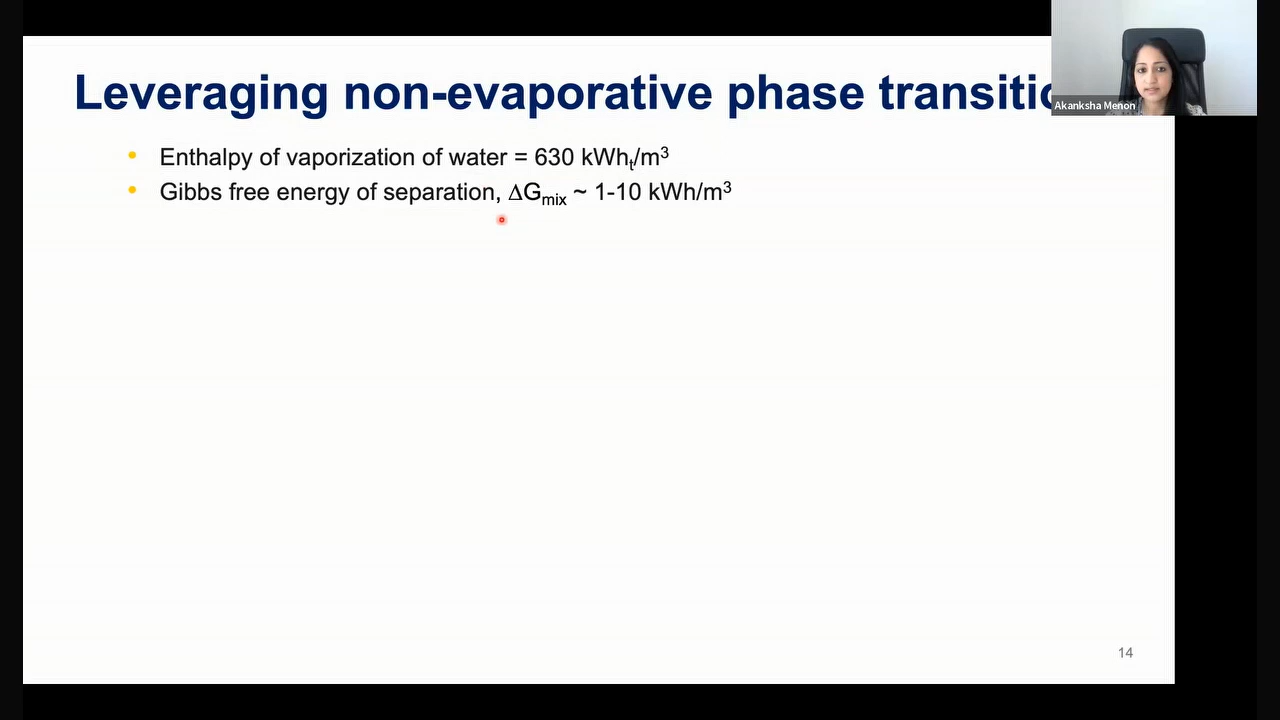 Leveraging non-evaporative phase transitio
Akanksha Menon
• Enthalpy of vaporization of water = 630 kWhₜ/m³
• Gibbs free energy of separation, ΔGmix ~ 1-10 kWh/m³
14